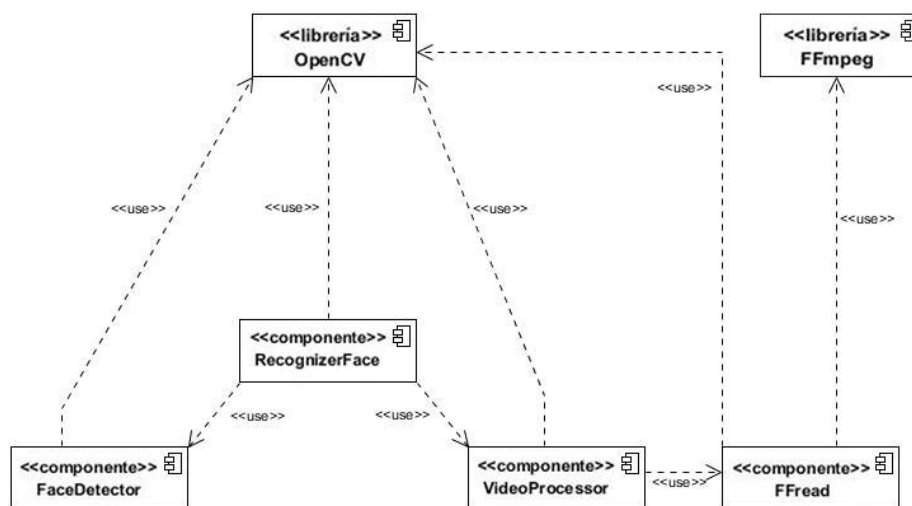 <<librería>>
OpenCV
<<librería>>
FFmpeg
<<use>>
<<use>>
<<use>>
<<use>>
<<use>>
<<componente>>
RecognizerFace
<<use>>
<<use>>
<<componente>>
FaceDetector
<<componente>>
VideoProcessor
<<use>>
<<componente>>
FFread